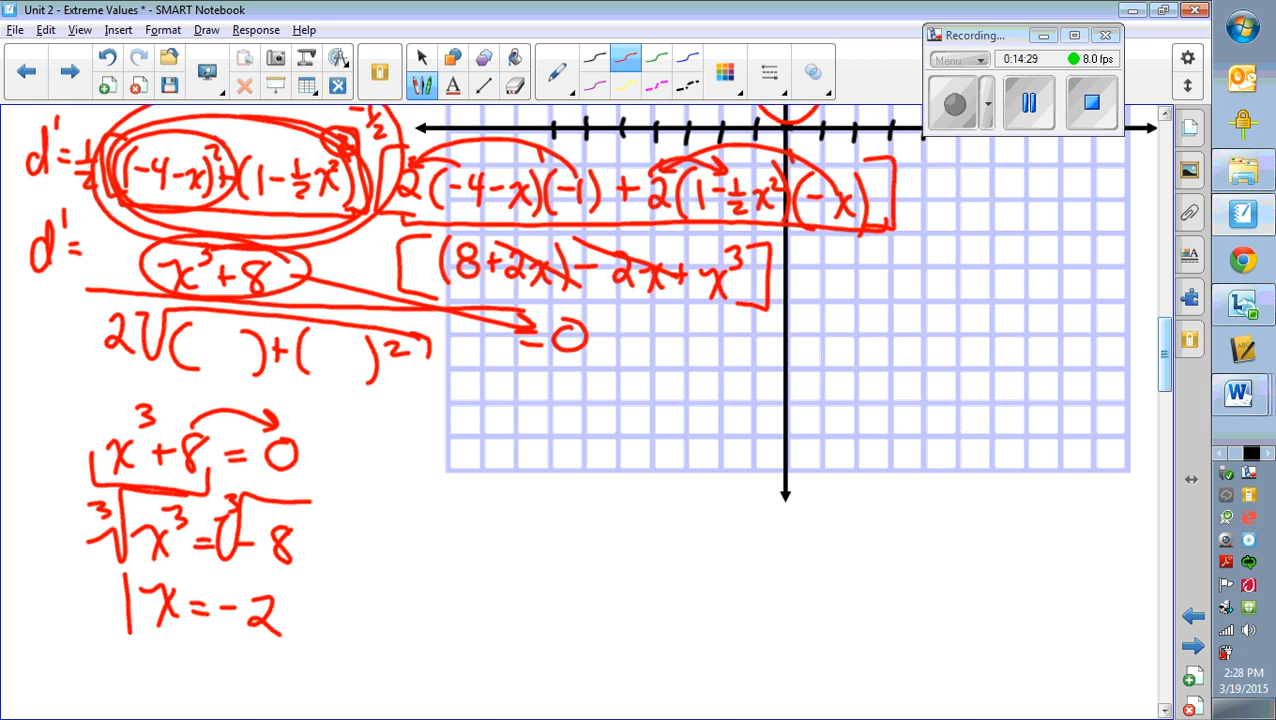 Unit 2 - Extreme Values * - SMART Notebook
File Edit View Insert Format Draw Response Help
Recording...
Menu 0:14:29 8.0 fps
d' = 1/2 [(-4-x)² + (1-½x²)²]^(-½) [2(-4-x)(-1) + 2(1-½x²)(-x)]
d' =
x³+8 [(8+2x) - 2x + x³]
2√( )+( )² = 0
x³+8 = 0
³√x³ = ³√-8
x = -2
2:28 PM
3/19/2015